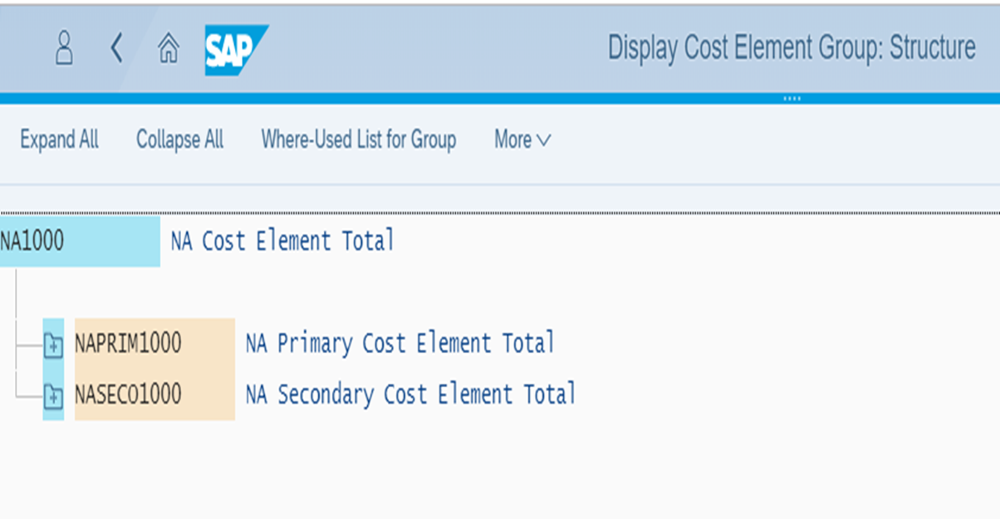 SAP Display Cost Element Group: Structure
Expand All Collapse All Where-Used List for Group More
NA1000 NA Cost Element Total
NAPRIM1000 NA Primary Cost Element Total
NASECO1000 NA Secondary Cost Element Total